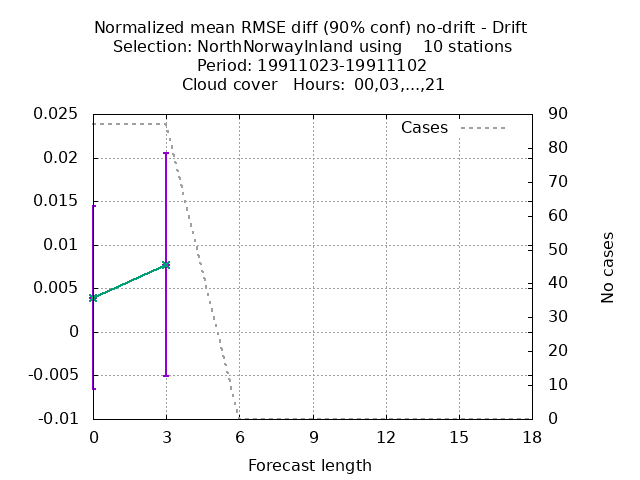 Normalized mean RMSE diff (90% conf) no-drift - Drift
Selection: NorthNorwayInland using 10 stations
Period: 19911023-19911102
Cloud cover Hours: 00,03,...,21
Cases
0.025
0.02
0.015
0.01
0.005
0
-0.005
-0.01
90
80
70
60
50
40
30
20
10
0
No cases
0 3 6 9 12 15 18
Forecast length